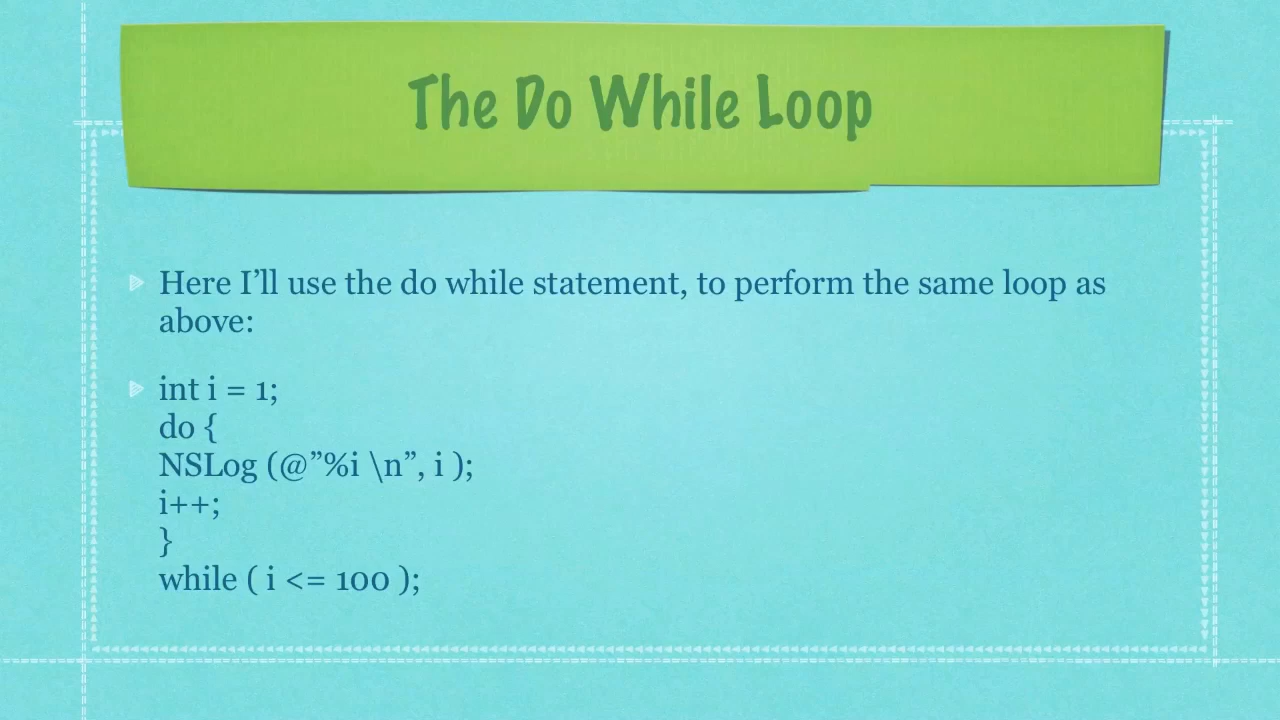 The Do While Loop
Here I’ll use the do while statement, to perform the same loop as
above:
int i = 1;
do {
NSLog (@”%i \n”, i );
i++;
}
while ( i <= 100 );